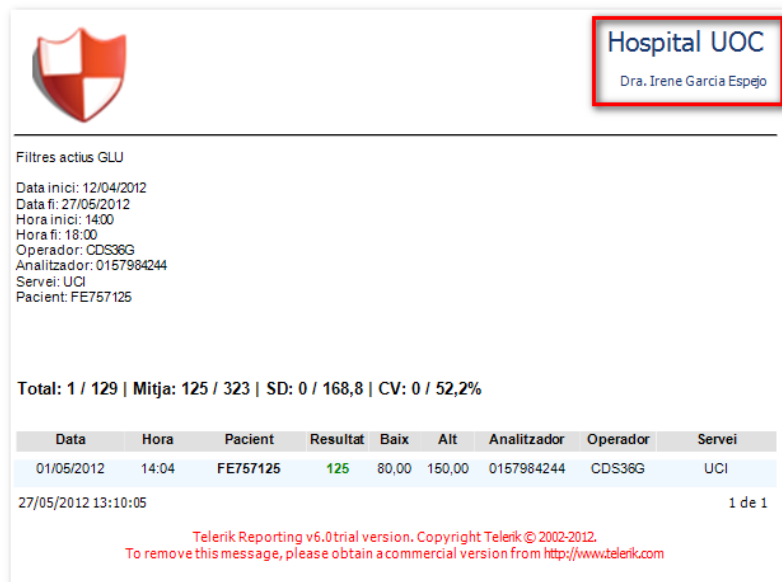 Hospital UOC
Dra. Irene Garcia Espejo
Filtres actius GLU
Data inici: 12/04/2012
Data fi: 27/05/2012
Hora inici: 14:00
Hora fi: 18:00
Operador: CDS36G
Analitzador: 0157984244
Servei: UCI
Pacient: FE757125
Total: 1 / 129 | Mitja: 125 / 323 | SD: 0 / 168,8 | CV: 0 / 52,2%
Data Hora Pacient Resultat Baix Alt Analitzador Operador Servei
01/05/2012 14:04 FE757125 125 80,00 150,00 0157984244 CDS36G UCI
27/05/2012 13:10:05 1 de 1
Telerik Reporting v6.0 trial version. Copyright Telerik © 2002-2012.
To remove this message, please obtain a commercial version from http://www.telerik.com